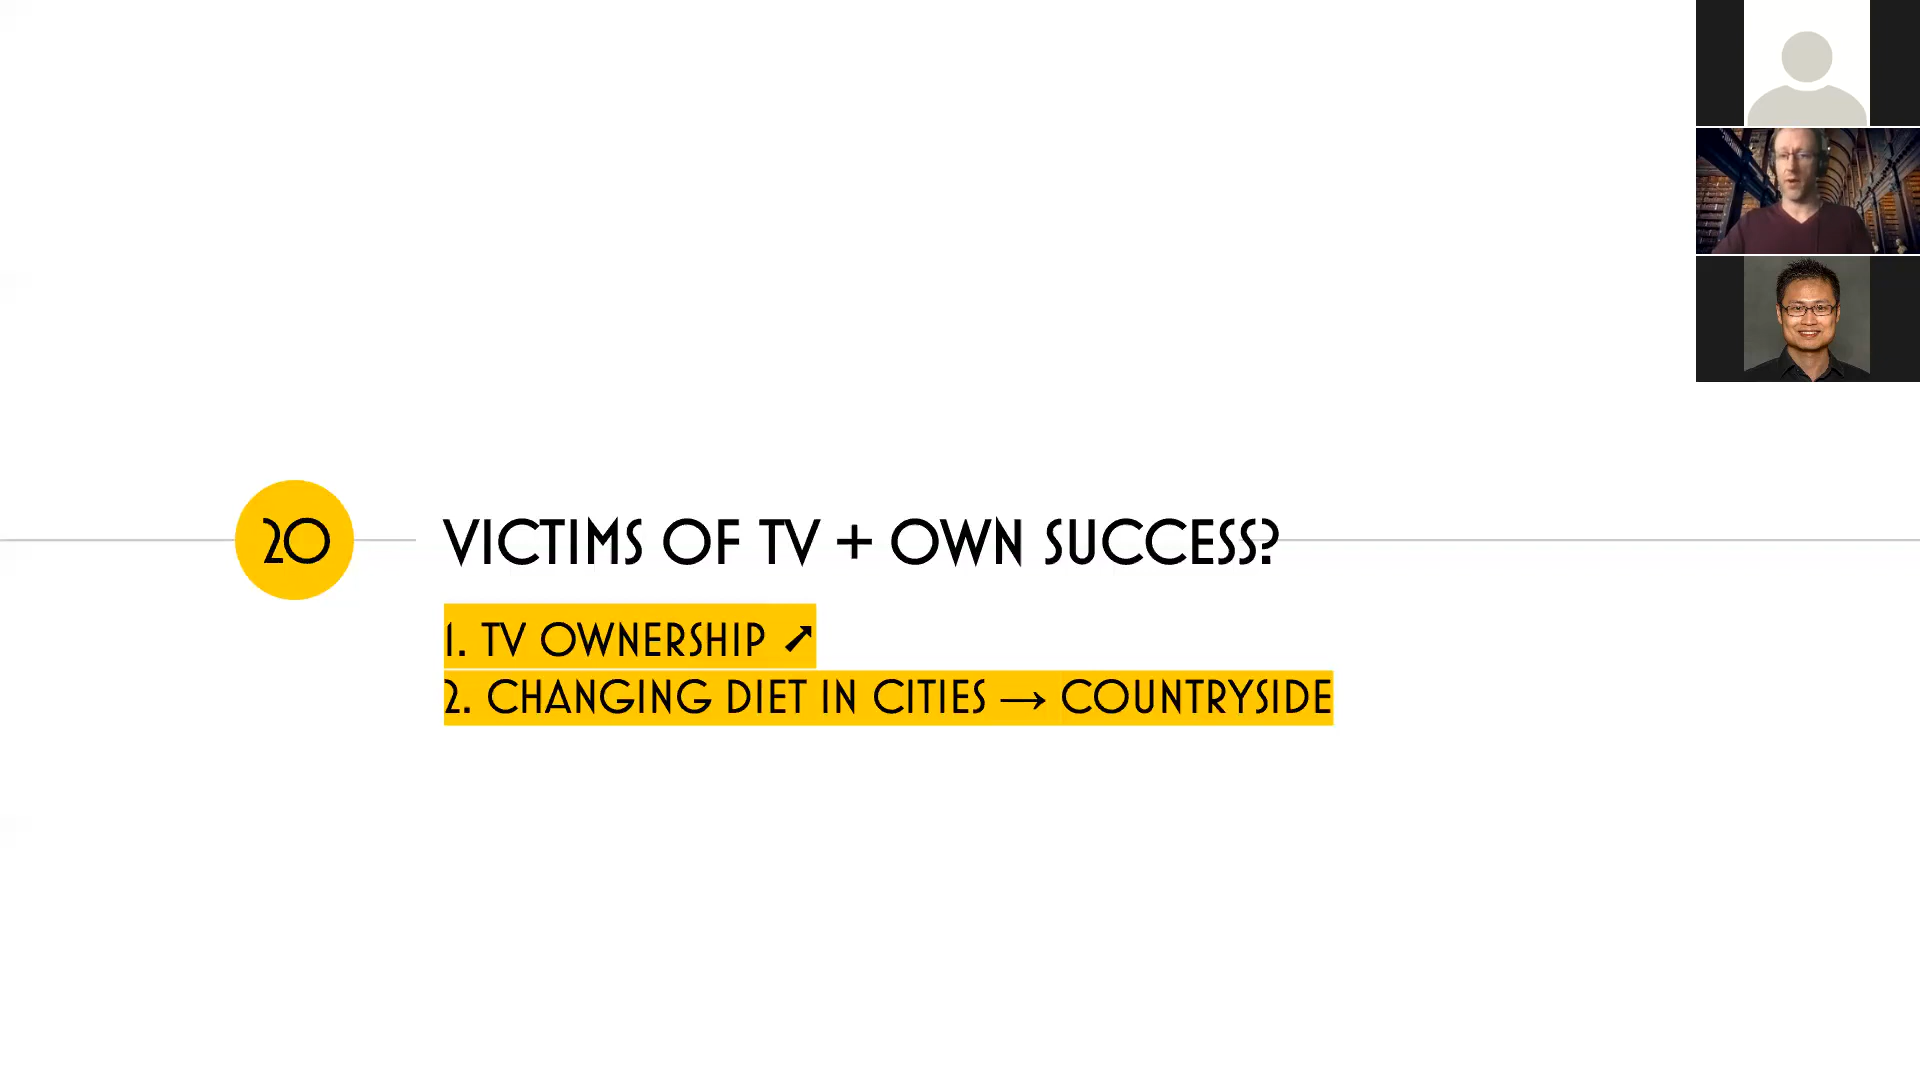 20
VICTIMS OF TV + OWN SUCCESS?
1. TV OWNERSHIP ↗
2. CHANGING DIET IN CITIES → COUNTRYSIDE